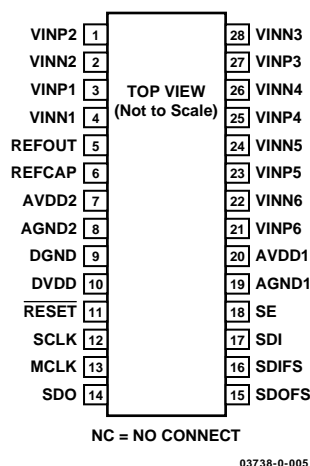 VINP2 1
VINN2 2
VINP1 3
VINN1 4
REFOUT 5
REFCAP 6
AVDD2 7
AGND2 8
DGND 9
DVDD 10
RESET 11
SCLK 12
MCLK 13
SDO 14
TOP VIEW
(Not to Scale)
28 VINN3
27 VINP3
26 VINN4
25 VINP4
24 VINN5
23 VINP5
22 VINN6
21 VINP6
20 AVDD1
19 AGND1
18 SE
17 SDI
16 SDIFS
15 SDOFS
NC = NO CONNECT
03738-0-005